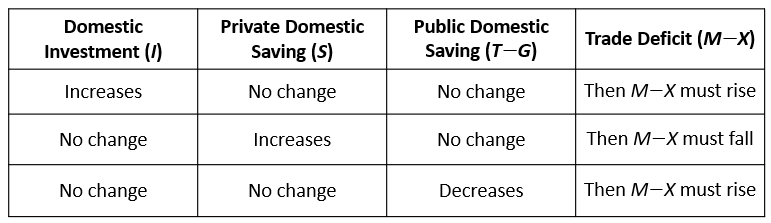 Domestic
Investment (I)
Private Domestic
Saving (S)
Public Domestic
Saving (T—G)
Trade Deficit (M—X)
Increases
No change
No change
Then M—X must rise
No change
Increases
No change
Then M—X must fall
No change
No change
Decreases
Then M—X must rise